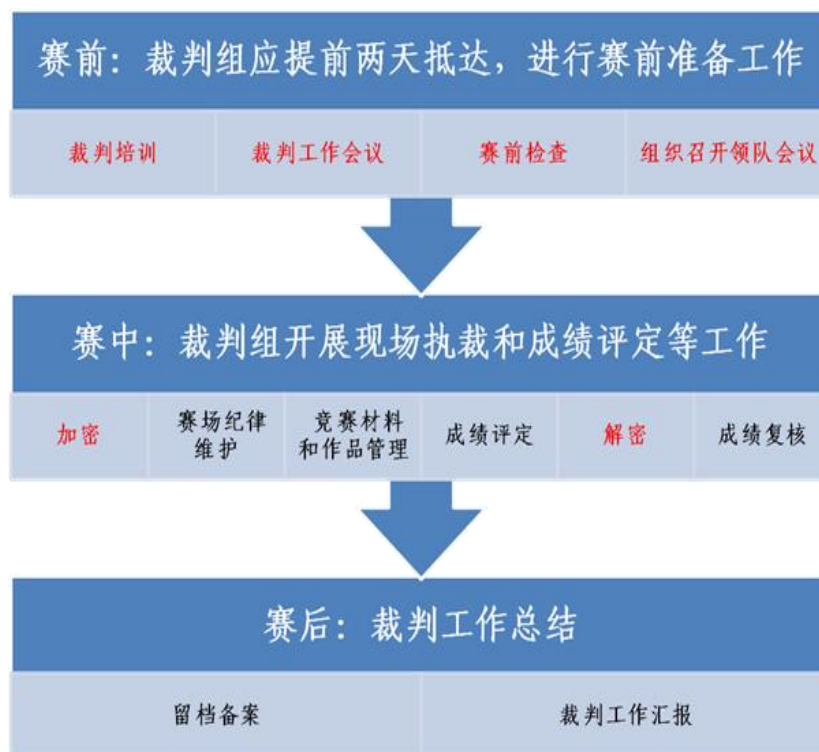 赛前：裁判组应提前两天抵达，进行赛前准备工作
裁判培训
裁判工作会议
赛前检查
组织召开领队会议
赛中：裁判组开展现场执裁和成绩评定等工作
加密
赛场纪律
维护
竞赛材料
和作品管理
成绩评定
解密
成绩复核
赛后：裁判工作总结
留档备案
裁判工作汇报